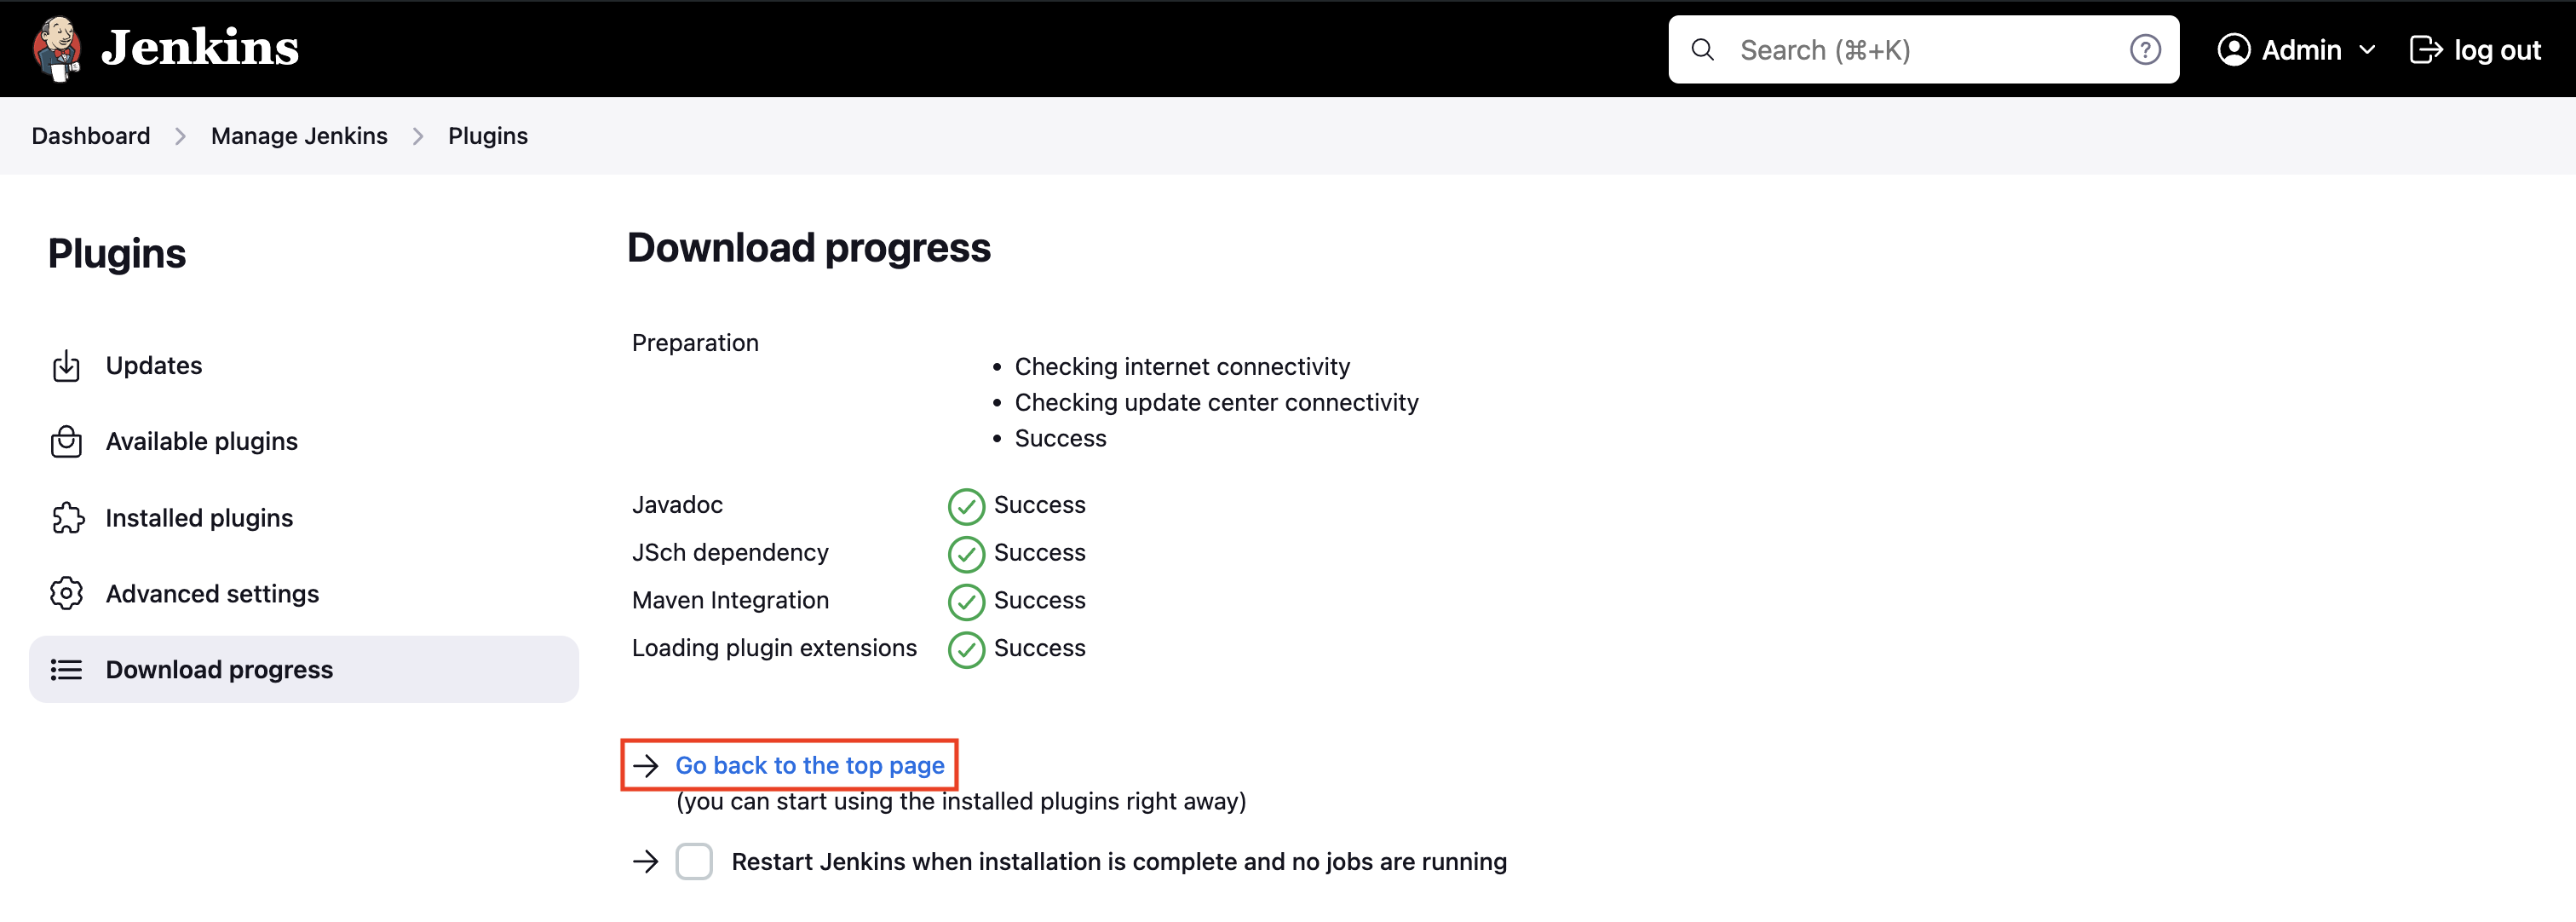 Jenkins
Search (⌘+K)
Admin
log out
Dashboard
Manage Jenkins
Plugins
Plugins
Updates
Available plugins
Installed plugins
Advanced settings
Download progress
Download progress
Preparation
Checking internet connectivity
Checking update center connectivity
Success
Javadoc Success
JSch dependency Success
Maven Integration Success
Loading plugin extensions Success
Go back to the top page
(you can start using the installed plugins right away)
Restart Jenkins when installation is complete and no jobs are running